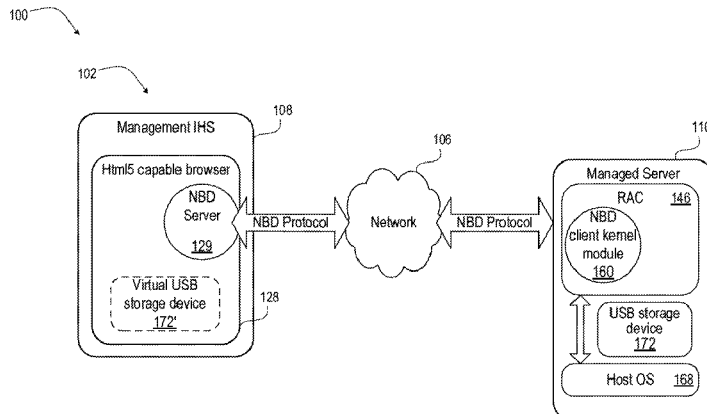 100
102
Management IHS
108
Html5 capable browser
NBD
Server
129
Virtual USB
storage device
172'
128
NBD Protocol
106
Network
NBD Protocol
110
Managed Server
RAC
146
NBD
client kernel
module
160
USB storage
device
172
Host OS 168